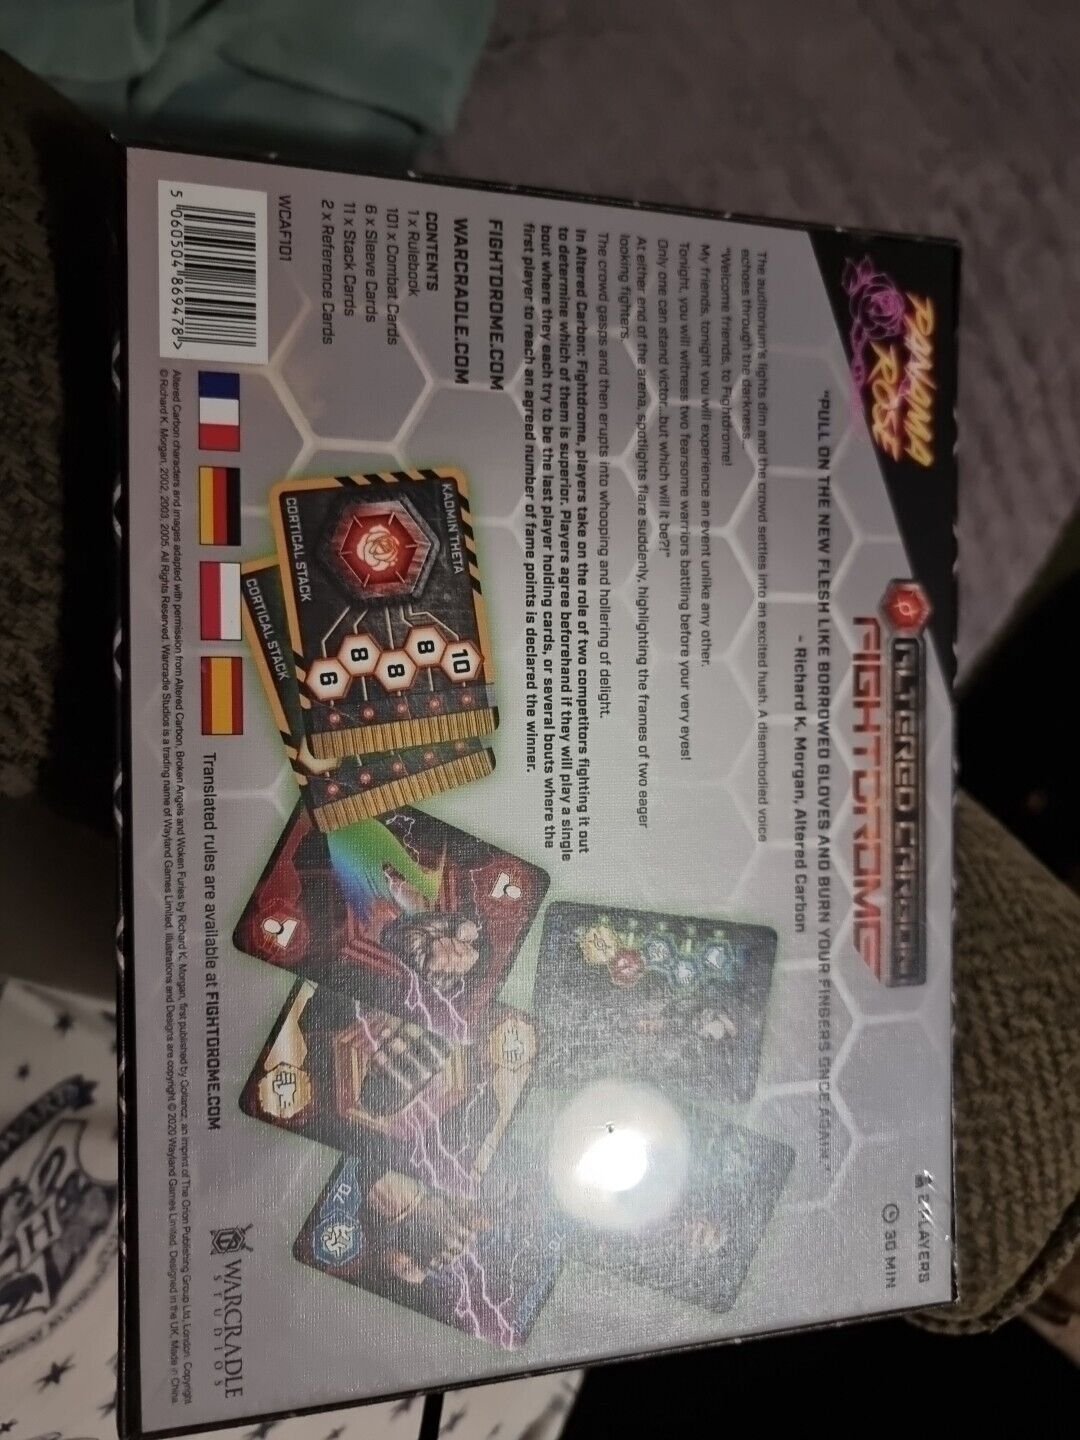 PANAMA
ROSE
ALTERED CARBON
FIGHTDROME
2 PLAYERS
30 MIN
"PULL ON THE NEW FLESH LIKE BORROWED GLOVES AND BURN YOUR FINGERS ONCE AGAIN."
- Richard K. Morgan, Altered Carbon
The auditorium's lights dim and the crowd settles into an excited hush. A disembodied voice
echoes through the darkness...
"Welcome friends, to Fightdrome!
My friends, tonight you will experience an event unlike any other.
Tonight, you will witness two fearsome warriors battling before your very eyes!
Only one can stand victor...but which will it be?!"
At either end of the arena, spotlights flare suddenly, highlighting the frames of two eager
looking fighters.
The crowd gasps and then erupts into whooping and hollering of delight.
In Altered Carbon: Fightdrome, players take on the role of two competitors fighting it out
to determine which of them is superior. Players agree beforehand if they will play a single
bout where they each try to be the last player holding cards, or several bouts where the
first player to reach an agreed number of fame points is declared the winner.
FIGHTDROME.COM
WARCRADLE.COM
CONTENTS
1 x Rulebook
101 x Combat Cards
6 x Sleeve Cards
11 x Stack Cards
2 x Reference Cards
WCAF101
5 060504 869478 >
KADMIN THETA
10
8
8
8
6
CORTICAL STACK
CORTICAL STACK
Translated rules are available at FIGHTDROME.COM
WARCRADLE
STUDIOS
Altered Carbon characters and images adapted with permission from Altered Carbon, Broken Angels and Woken Furies by Richard K. Morgan, first published by Gollancz, an imprint of The Orion Publishing Group Ltd, London. Copyright
© Richard K. Morgan, 2002, 2003, 2005. All Rights Reserved. Warcradle Studios is a trading name of Wayland Games Limited. Illustrations and Designs are copyright © 2020 Wayland Games Limited. Designed in the UK. Made in China.